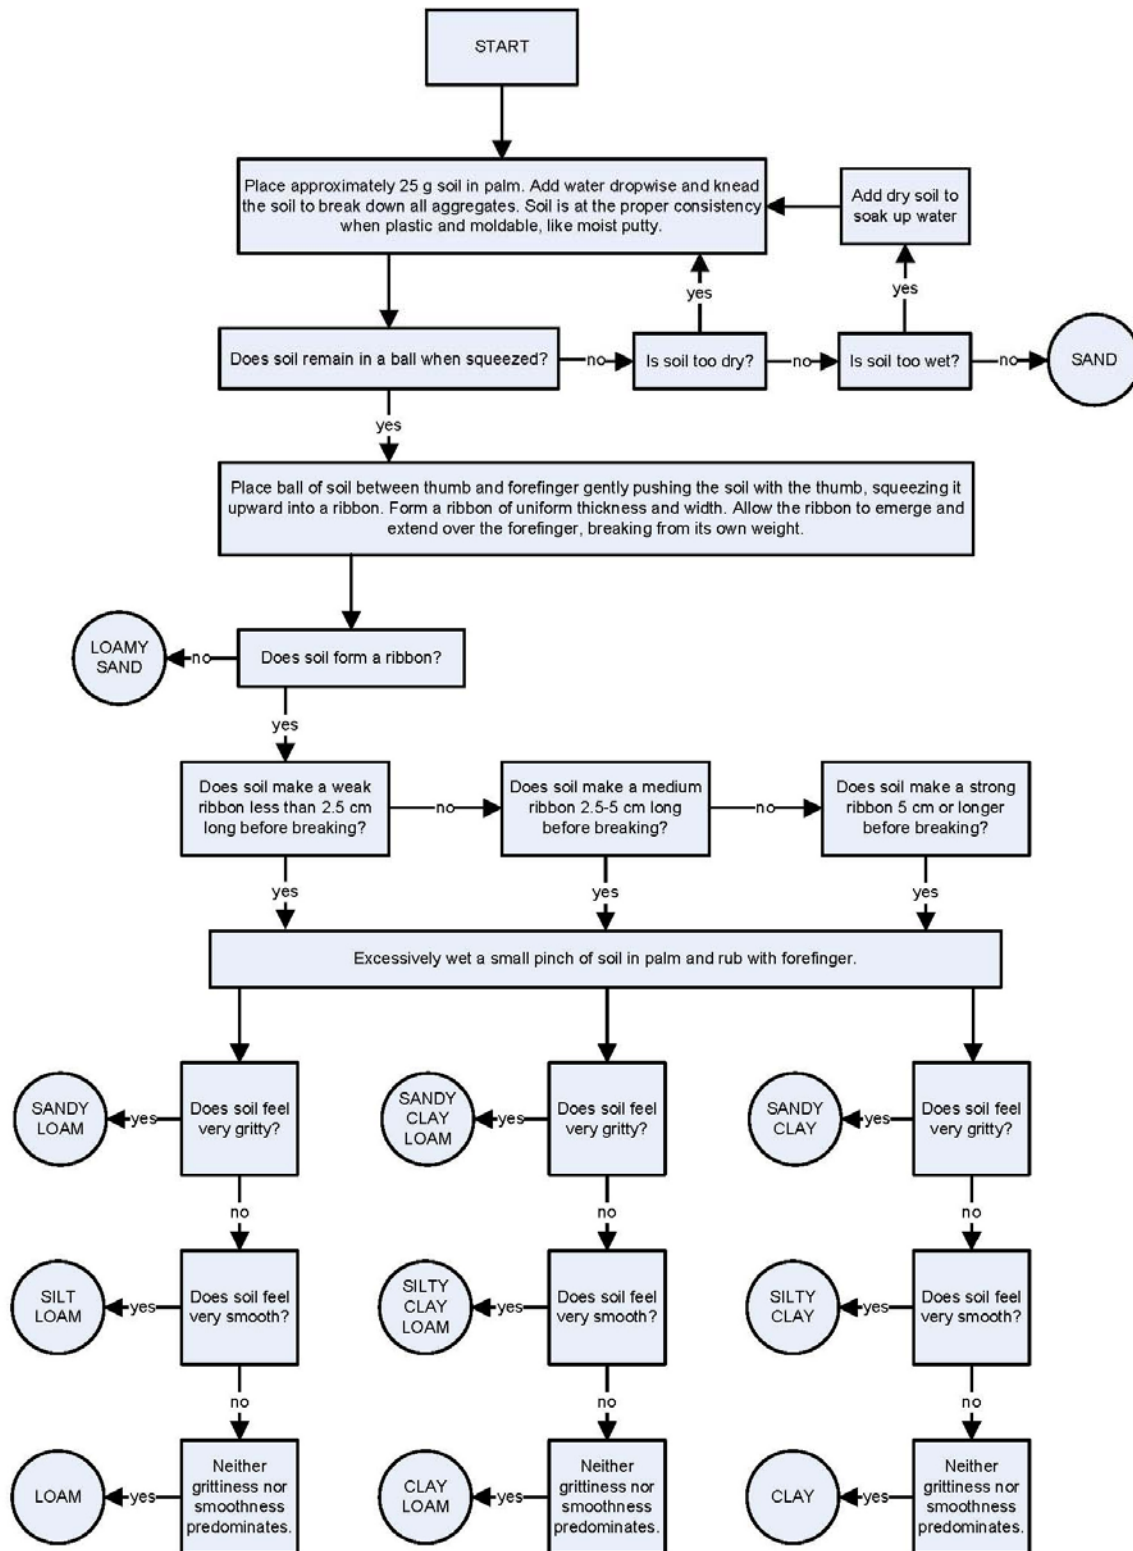 START
Place approximately 25 g soil in palm. Add water dropwise and knead
the soil to break down all aggregates. Soil is at the proper consistency
when plastic and moldable, like moist putty.
Add dry soil to
soak up water
yes
yes
Does soil remain in a ball when squeezed?
no
Is soil too dry?
no
Is soil too wet?
no
SAND
yes
Place ball of soil between thumb and forefinger gently pushing the soil with the thumb, squeezing it
upward into a ribbon. Form a ribbon of uniform thickness and width. Allow the ribbon to emerge and
extend over the forefinger, breaking from its own weight.
LOAMY
SAND
no
Does soil form a ribbon?
yes
Does soil make a weak
ribbon less than 2.5 cm
long before breaking?
no
Does soil make a medium
ribbon 2.5-5 cm long
before breaking?
no
Does soil make a strong
ribbon 5 cm or longer
before breaking?
yes
yes
yes
Excessively wet a small pinch of soil in palm and rub with forefinger.
SANDY
LOAM
yes
Does soil feel
very gritty?
SANDY
CLAY
LOAM
yes
Does soil feel
very gritty?
SANDY
CLAY
yes
Does soil feel
very gritty?
no
no
no
SILT
LOAM
yes
Does soil feel
very smooth?
SILTY
CLAY
LOAM
yes
Does soil feel
very smooth?
SILTY
CLAY
yes
Does soil feel
very smooth?
no
no
no
LOAM
yes
Neither
grittiness nor
smoothness
predominates.
CLAY
LOAM
yes
Neither
grittiness nor
smoothness
predominates.
CLAY
yes
Neither
grittiness nor
smoothness
predominates.